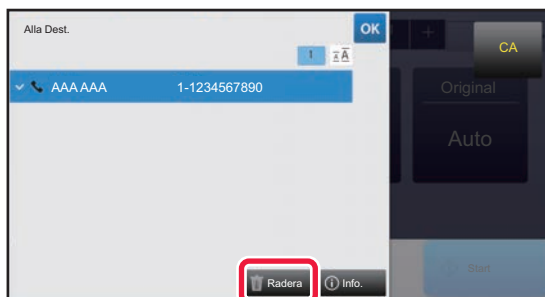 Alla Dest.
OK
CA
1
AAA AAA 1-1234567890
Original
Auto
Radera
Info.
Start